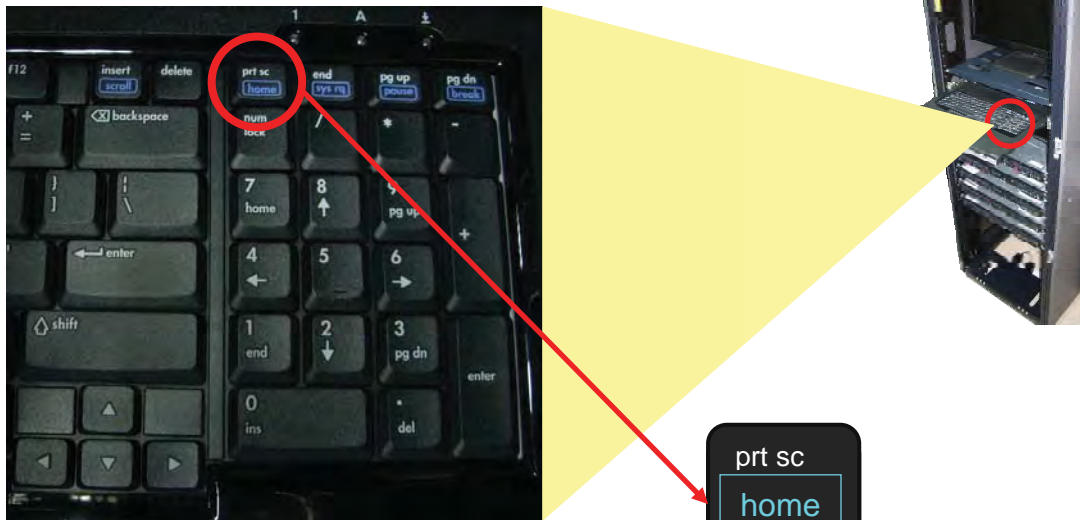 1 A
f12 insert delete prt sc end pg up pg dn
scroll home sys rq pause break
+ backspace num / * -
= lock
} | 7 8 9
] \ home pg up
+
enter 4 5 6
shift 1 2 3
end pg dn
enter
0 .
ins del
prt sc
home